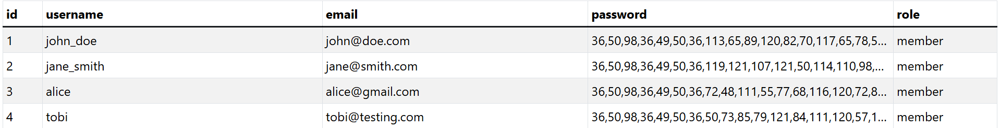 id username email password role
1 john_doe john@doe.com 36,50,98,36,49,50,36,113,65,89,120,82,70,117,65,78,5... member
2 jane_smith jane@smith.com 36,50,98,36,49,50,36,119,121,107,121,50,114,110,98,... member
3 alice alice@gmail.com 36,50,98,36,49,50,36,72,48,111,55,77,68,116,120,72,8... member
4 tobi tobi@testing.com 36,50,98,36,49,50,36,50,73,85,79,121,84,111,120,57,1... member